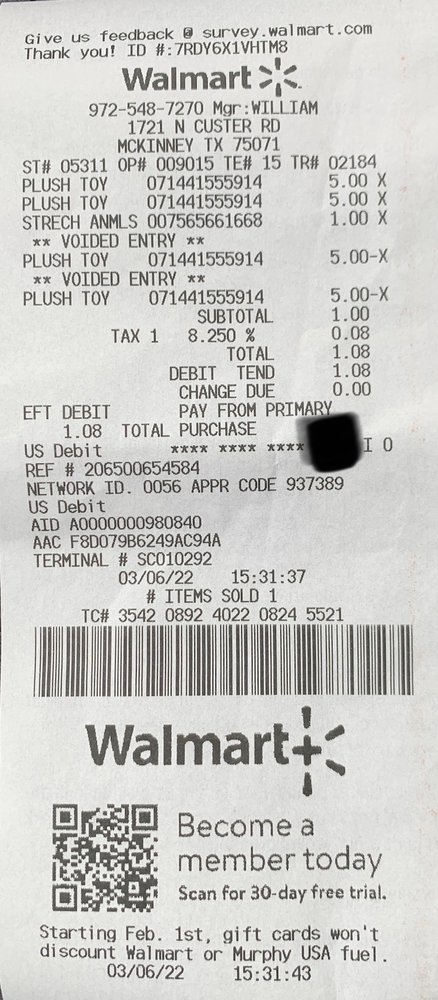 Give us feedback @ survey.walmart.com
Thank you! ID #:7RDY6X1VHTM8
Walmart
972-548-7270 Mgr:WILLIAM
1721 N CUSTER RD
MCKINNEY TX 75071
ST# 05311 OP# 009015 TE# 15 TR# 02184
PLUSH TOY 071441555914 5.00 X
PLUSH TOY 071441555914 5.00 X
STRECH ANMLS 007565661668 1.00 X
** VOIDED ENTRY **
PLUSH TOY 071441555914 5.00-X
** VOIDED ENTRY **
PLUSH TOY 071441555914 5.00-X
SUBTOTAL 1.00
TAX 1 8.250 % 0.08
TOTAL 1.08
DEBIT TEND 1.08
CHANGE DUE 0.00
EFT DEBIT PAY FROM PRIMARY
1.08 TOTAL PURCHASE
US Debit **** **** **** I 0
REF # 206500654584
NETWORK ID. 0056 APPR CODE 937389
US Debit
AID A0000000980840
AAC F8D079B6249AC94A
TERMINAL # SC010292
03/06/22 15:31:37
# ITEMS SOLD 1
TC# 3542 0892 4022 0824 5521
Walmart+
Become a
member today
Scan for 30-day free trial.
Starting Feb. 1st, gift cards won't
discount Walmart or Murphy USA fuel.
03/06/22 15:31:43